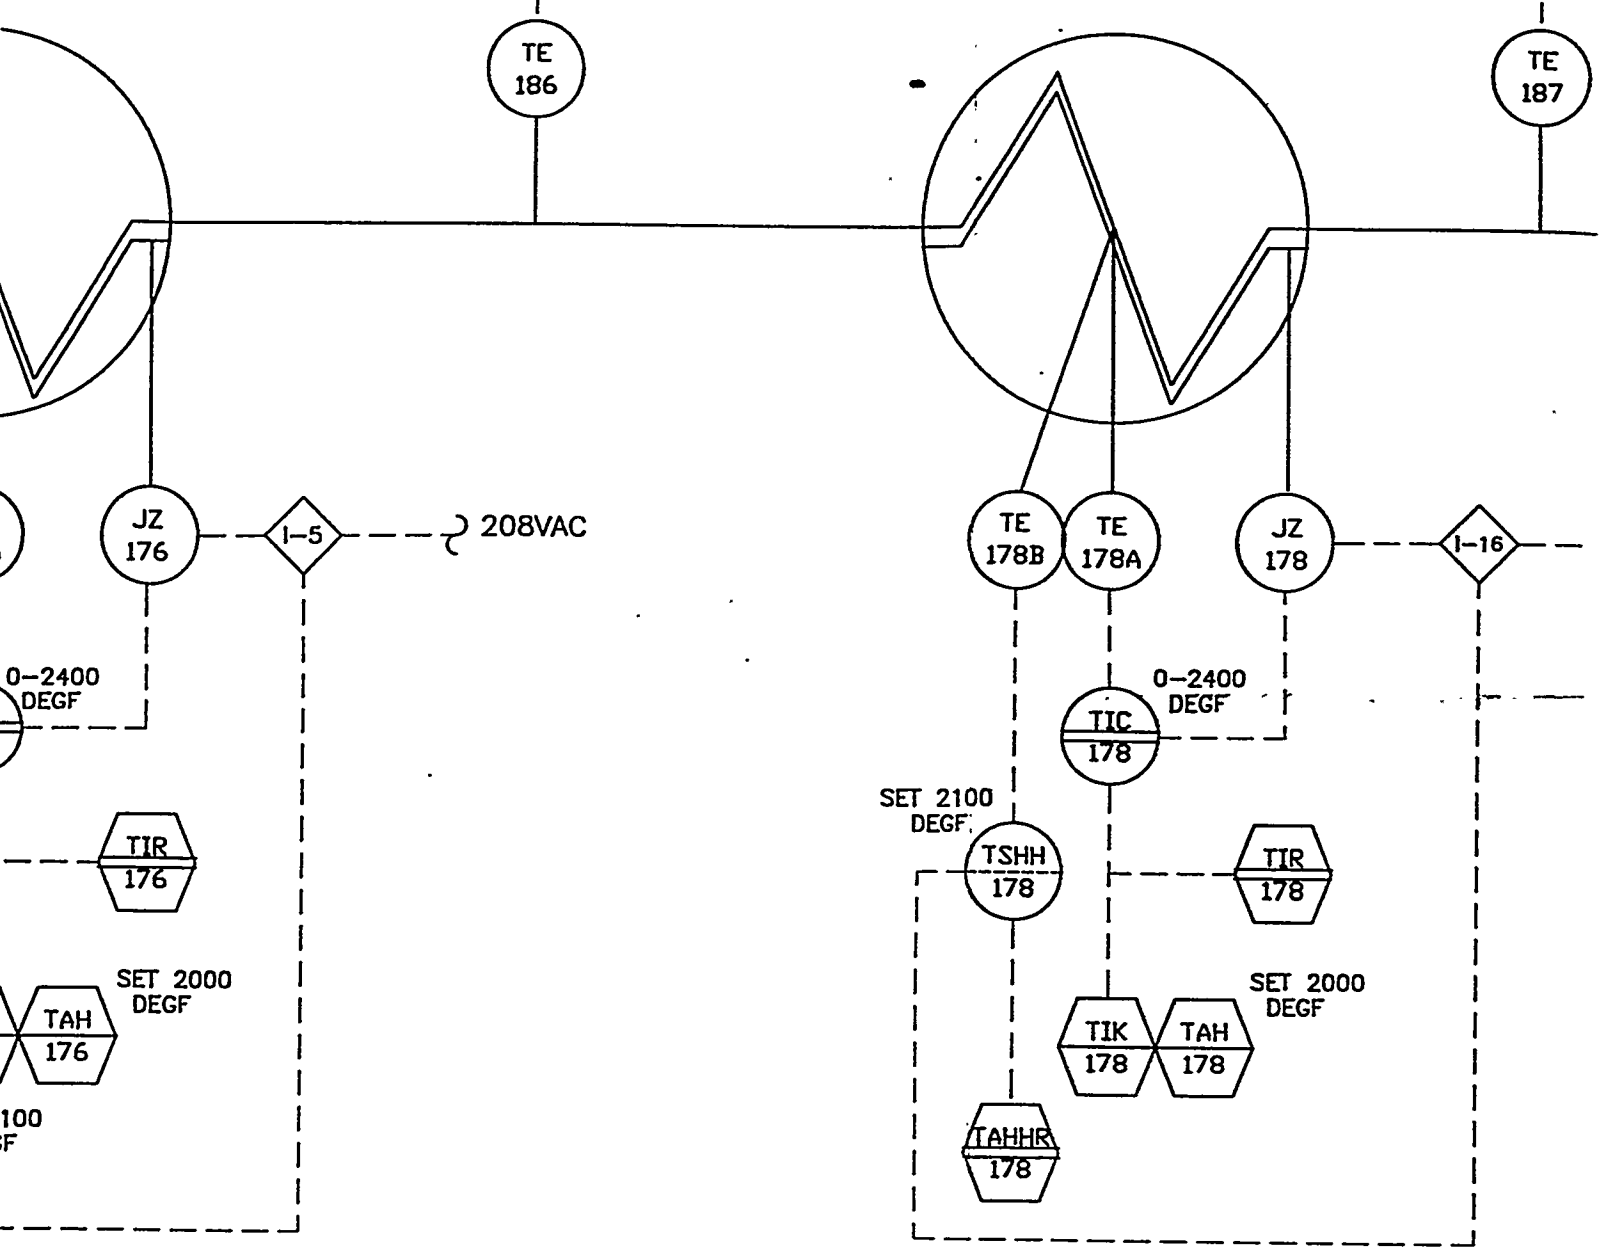 TE
186
TE
187
JZ
176
I-5
208VAC
TE
178B
TE
178A
JZ
178
I-16
0-2400
DEGF
0-2400
DEGF
TIC
178
SET 2100
DEGF
TIR
176
TSHH
178
TIR
178
SET 2000
DEGF
TAH
176
SET 2000
DEGF
TIK
178
TAH
178
100
TAHHR
178